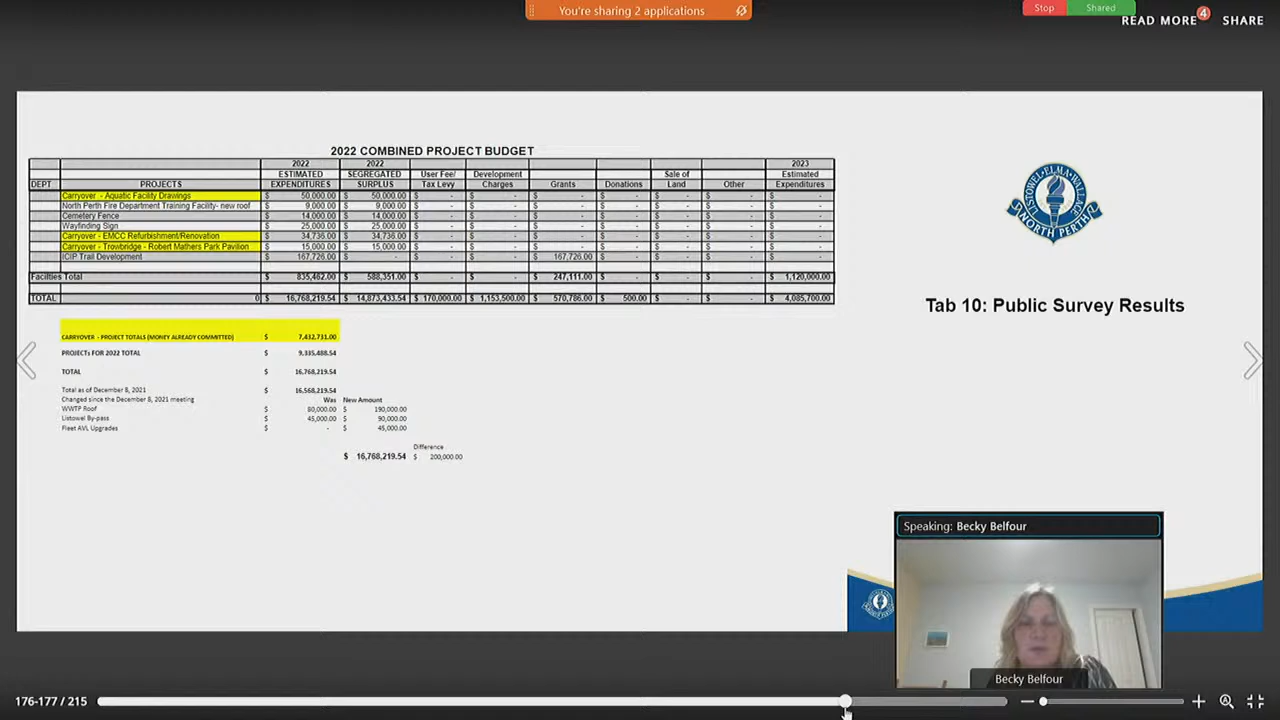 You're sharing 2 applications
Stop Shared
READ MORE 4 SHARE
2022 COMBINED PROJECT BUDGET
2022 2022 2023
ESTIMATED SEGREGATED User Fee/ Development Sale of Estimated
DEPT PROJECTS EXPENDITURES SURPLUS Tax Levy Charges Grants Donations Land Other Expenditures
Carryover - Aquatic Facility Drawings $ 50,000.00 $ 50,000.00 $ - $ - $ - $ - $ - $ - $ -
North Perth Fire Department Training Facility- new roof $ 9,000.00 $ 9,000.00 $ - $ - $ - $ - $ - $ - $ -
Cemetery Fence $ 14,000.00 $ 14,000.00 $ - $ - $ - $ - $ - $ - $ -
Wayfinding Sign $ 25,000.00 $ 25,000.00 $ - $ - $ - $ - $ - $ - $ -
Carryover - EMCC Refurbishment/Renovation $ 34,736.00 $ 34,736.00 $ - $ - $ - $ - $ - $ - $ -
Carryover - Trowbridge - Robert Mathers Park Pavilion $ 15,000.00 $ 15,000.00 $ - $ - $ - $ - $ - $ - $ -
ICIP Trail Development $ 167,726.00 $ - $ - $ - $ 167,726.00 $ - $ - $ - $ -
Facilties Total $ 835,462.00 $ 588,351.00 $ - $ - $ 247,111.00 $ - $ - $ - $ 1,120,000.00
TOTAL 0 $ 16,768,219.54 $ 14,873,433.54 $ 170,000.00 $ 1,153,500.00 $ 570,786.00 $ 500.00 $ - $ - $ 4,085,700.00
CARRYOVER - PROJECT TOTALS (MONEY ALREADY COMMITTED) $ 7,432,731.00
PROJECTs FOR 2022 TOTAL $ 9,335,488.54
TOTAL $ 16,768,219.54
Total as of December 8, 2021 $ 16,568,219.54
Changed since the December 8, 2021 meeting Was New Amount
WWTP Roof $ 80,000.00 $ 190,000.00
Listowel By-pass $ 45,000.00 $ 90,000.00
Fleet AVL Upgrades $ - $ 45,000.00
Difference
$ 16,768,219.54 $ 200,000.00
LISTOWEL·ELMA·WALLACE
NORTH PERTH
Tab 10: Public Survey Results
Speaking: Becky Belfour
Becky Belfour
176-177 / 215